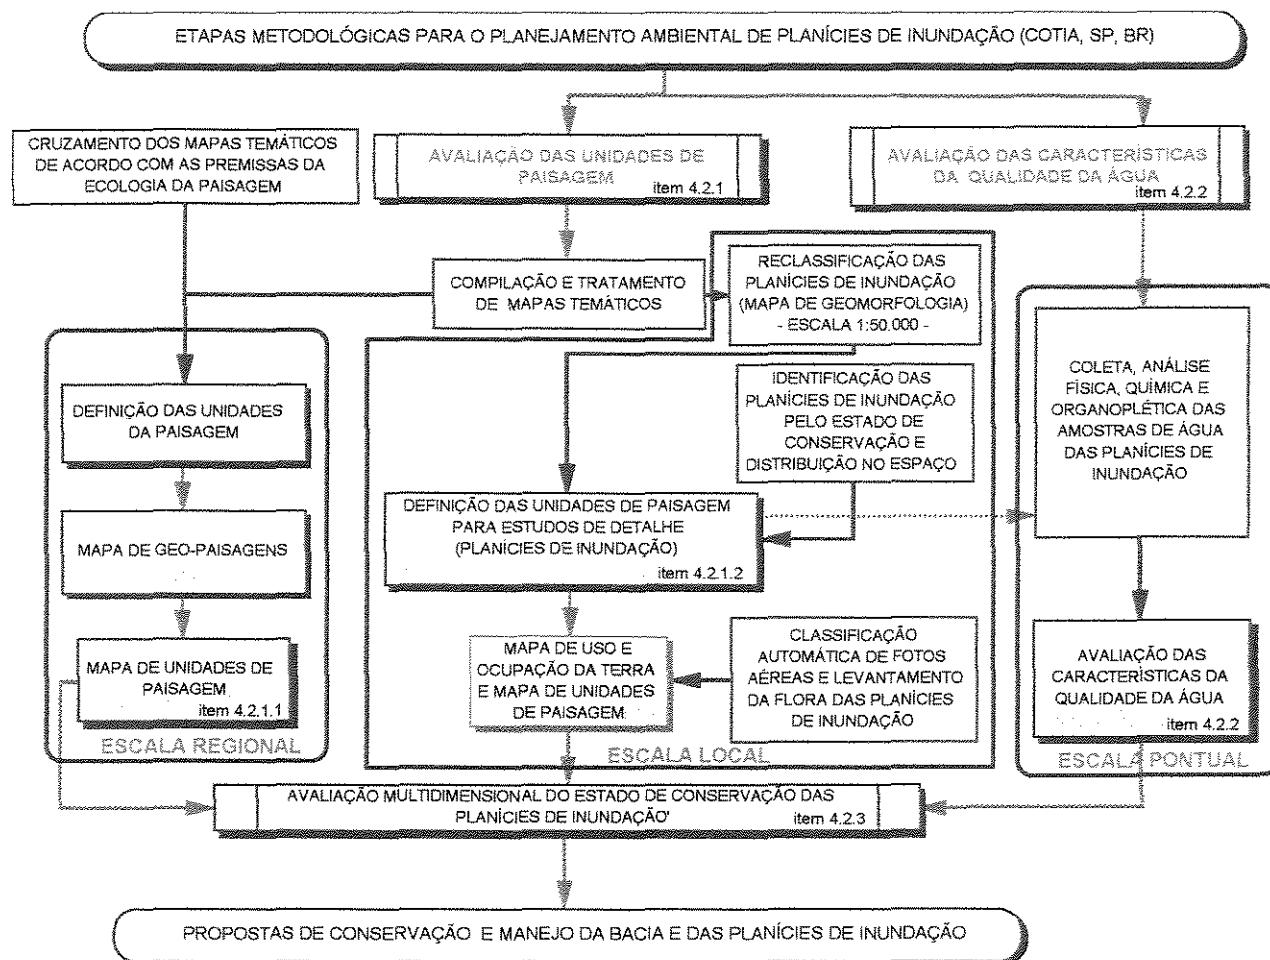 ETAPAS METODOLÓGICAS PARA O PLANEJAMENTO AMBIENTAL DE PLANÍCIES DE INUNDAÇÃO (COTIA, SP, BR)
CRUZAMENTO DOS MAPAS TEMÁTICOS
DE ACORDO COM AS PREMISSAS DA
ECOLOGIA DA PAISAGEM
AVALIAÇÃO DAS UNIDADES DE
PAISAGEM
item 4.2.1
AVALIAÇÃO DAS CARACTERÍSTICAS
DA QUALIDADE DA ÁGUA
item 4.2.2
COMPILAÇÃO E TRATAMENTO
DE MAPAS TEMÁTICOS
RECLASSIFICAÇÃO DAS
PLANÍCIES DE INUNDAÇÃO
(MAPA DE GEOMORFOLOGIA)
- ESCALA 1:50.000 -
DEFINIÇÃO DAS UNIDADES
DA PAISAGEM
MAPA DE GEO-PAISAGENS
MAPA DE UNIDADES DE
PAISAGEM
item 4.2.1.1
ESCALA REGIONAL
IDENTIFICAÇÃO DAS
PLANÍCIES DE INUNDAÇÃO
PELO ESTADO DE
CONSERVAÇÃO E
DISTRIBUIÇÃO NO ESPAÇO
DEFINIÇÃO DAS UNIDADES DE PAISAGEM
PARA ESTUDOS DE DETALHE
(PLANÍCIES DE INUNDAÇÃO)
item 4.2.1.2
MAPA DE USO E
OCUPAÇÃO DA TERRA
E MAPA DE UNIDADES
DE PAISAGEM
CLASSIFICAÇÃO
AUTOMÁTICA DE FOTOS
AÉREAS E LEVANTAMENTO
DA FLORA DAS PLANÍCIES
DE INUNDAÇÃO
ESCALA LOCAL
COLETA, ANÁLISE
FÍSICA, QUÍMICA E
ORGANOPLÉTICA DAS
AMOSTRAS DE ÁGUA
DAS PLANÍCIES DE
INUNDAÇÃO
AVALIAÇÃO DAS
CARACTERÍSTICAS DA
QUALIDADE DA ÁGUA
item 4.2.2
ESCALA PONTUAL
AVALIAÇÃO MULTIDIMENSIONAL DO ESTADO DE CONSERVAÇÃO DAS
PLANÍCIES DE INUNDAÇÃO'
item 4.2.3
PROPOSTAS DE CONSERVAÇÃO E MANEJO DA BACIA E DAS PLANÍCIES DE INUNDAÇÃO